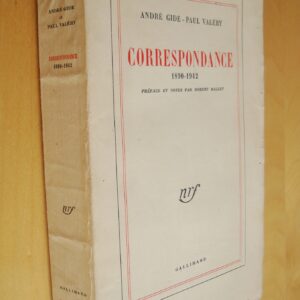 ANDRÉ GIDE
et
PAUL VALÉRY
CORRESPONDANCE
1890-1942
nrf
GALLIMARD
ANDRÉ GIDE - PAUL VALÉRY
CORRESPONDANCE
1890-1942
PRÉFACE ET NOTES PAR ROBERT MALLET
nrf
GALLIMARD